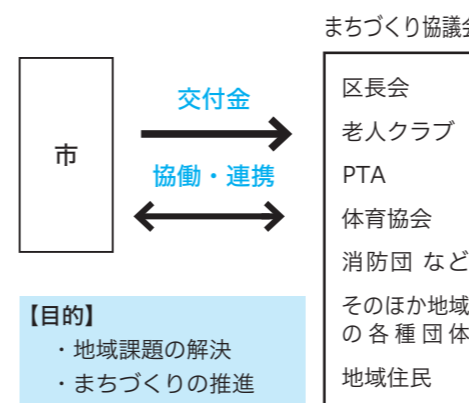 まちづくり協議会
市
交付金
協働・連携
区長会
老人クラブ
PTA
体育協会
消防団 など
そのほか地域
の各種団体
地域住民
【目的】
・地域課題の解決
・まちづくりの推進